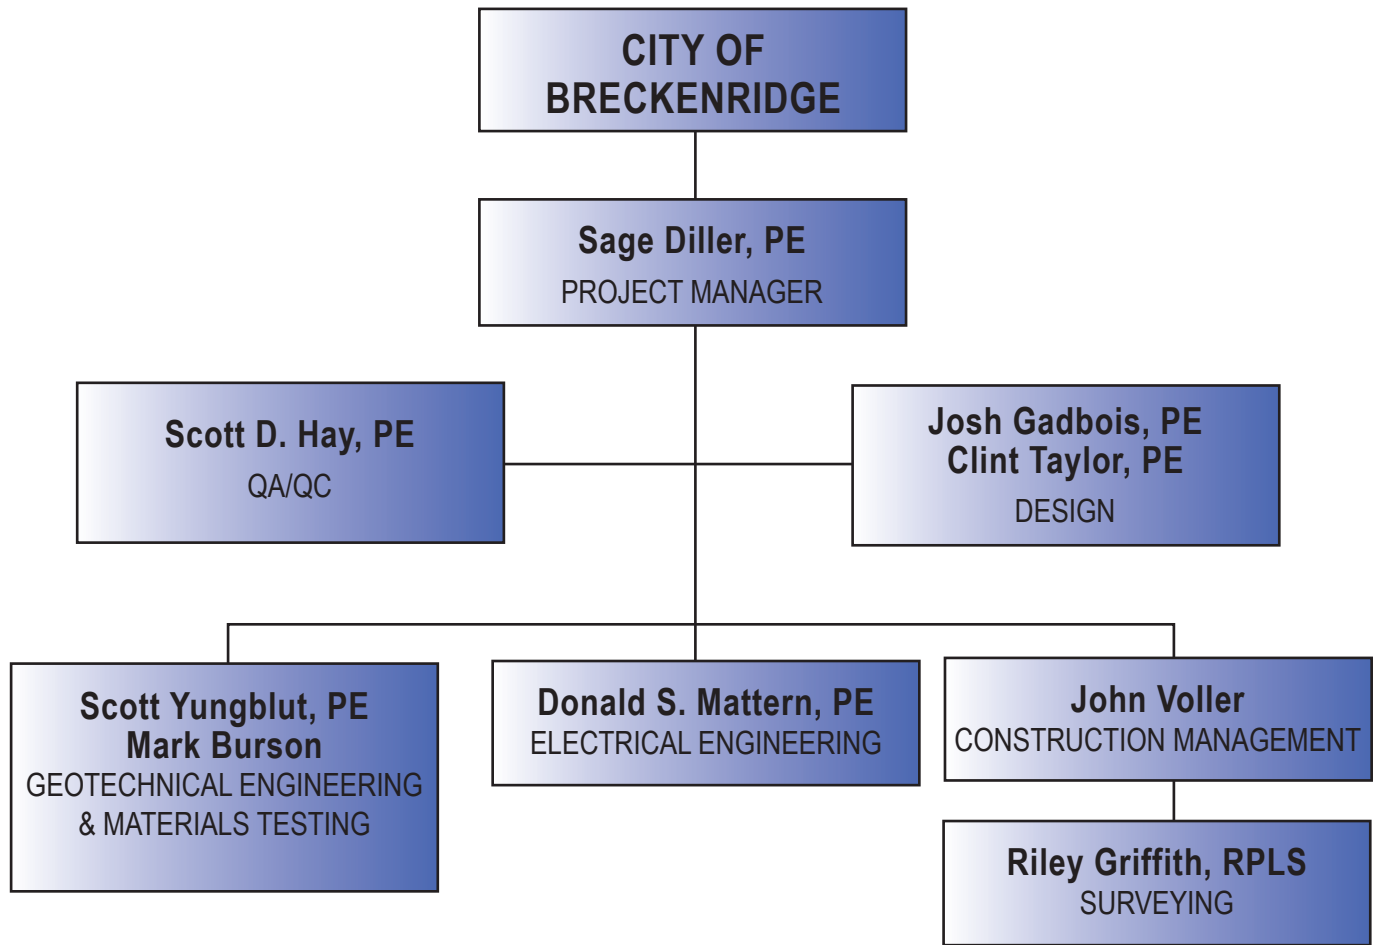 CITY OF
BRECKENRIDGE
Sage Diller, PE
PROJECT MANAGER
Scott D. Hay, PE
QA/QC
Josh Gadbois, PE
Clint Taylor, PE
DESIGN
Scott Yungblut, PE
Mark Burson
GEOTECHNICAL ENGINEERING
& MATERIALS TESTING
Donald S. Mattern, PE
ELECTRICAL ENGINEERING
John Voller
CONSTRUCTION MANAGEMENT
Riley Griffith, RPLS
SURVEYING